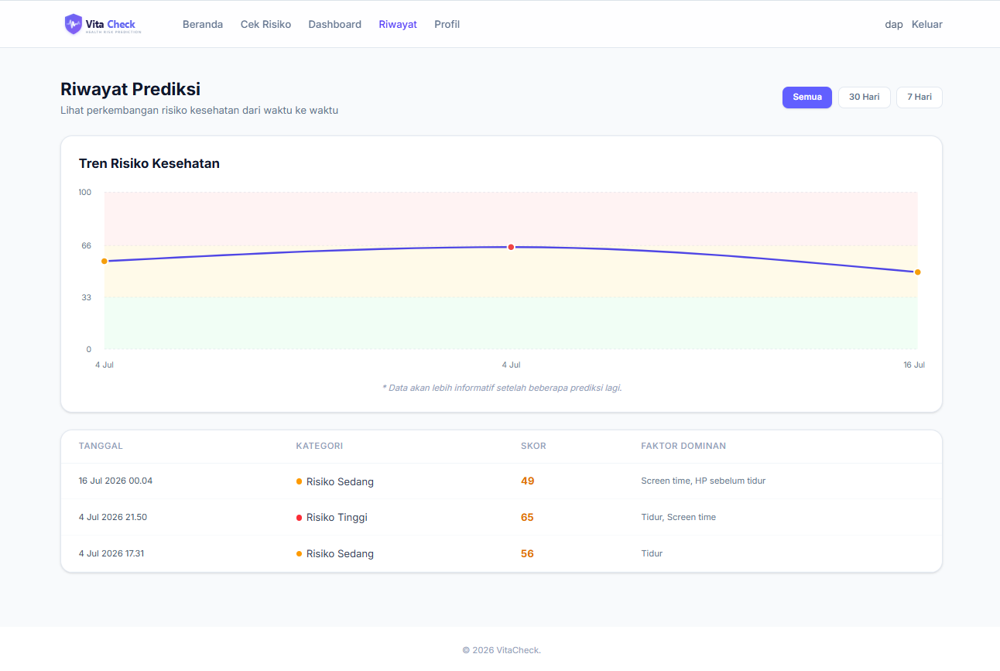 Vita Check
HEALTH RISK PREDICTION
Beranda Cek Risiko Dashboard Riwayat Profil dap Keluar
Riwayat Prediksi
Lihat perkembangan risiko kesehatan dari waktu ke waktu
Semua 30 Hari 7 Hari
Tren Risiko Kesehatan
100
66
33
0
4 Jul 4 Jul 16 Jul
* Data akan lebih informatif setelah beberapa prediksi lagi.
TANGGAL KATEGORI SKOR FAKTOR DOMINAN
16 Jul 2026 00.04 Risiko Sedang 49 Screen time, HP sebelum tidur
4 Jul 2026 21.50 Risiko Tinggi 65 Tidur, Screen time
4 Jul 2026 17.31 Risiko Sedang 56 Tidur
© 2026 VitaCheck.